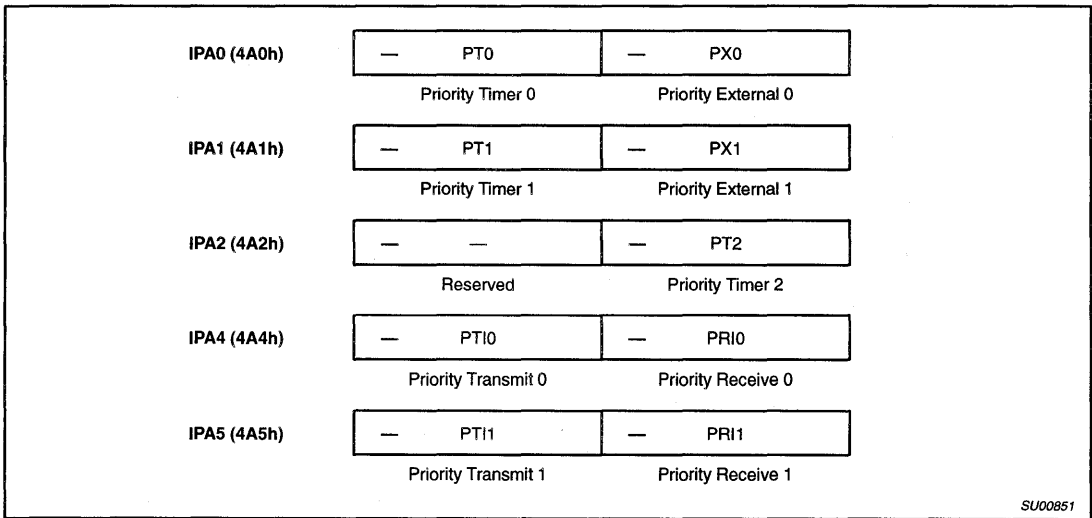 IPA0 (4A0h) — PT0 — PX0
Priority Timer 0 Priority External 0
IPA1 (4A1h) — PT1 — PX1
Priority Timer 1 Priority External 1
IPA2 (4A2h) — — — PT2
Reserved Priority Timer 2
IPA4 (4A4h) — PTI0 — PRI0
Priority Transmit 0 Priority Receive 0
IPA5 (4A5h) — PTI1 — PRI1
Priority Transmit 1 Priority Receive 1
SU00851